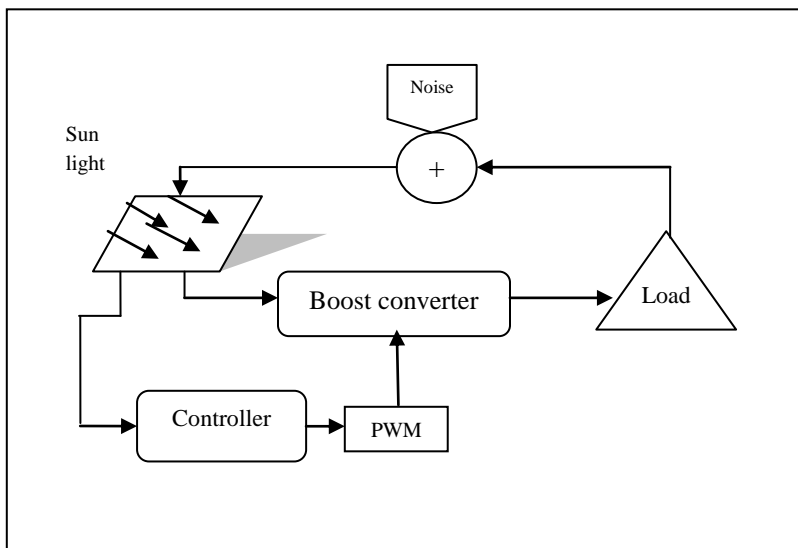 Noise
Sun
light
+
Boost converter
Load
Controller
PWM